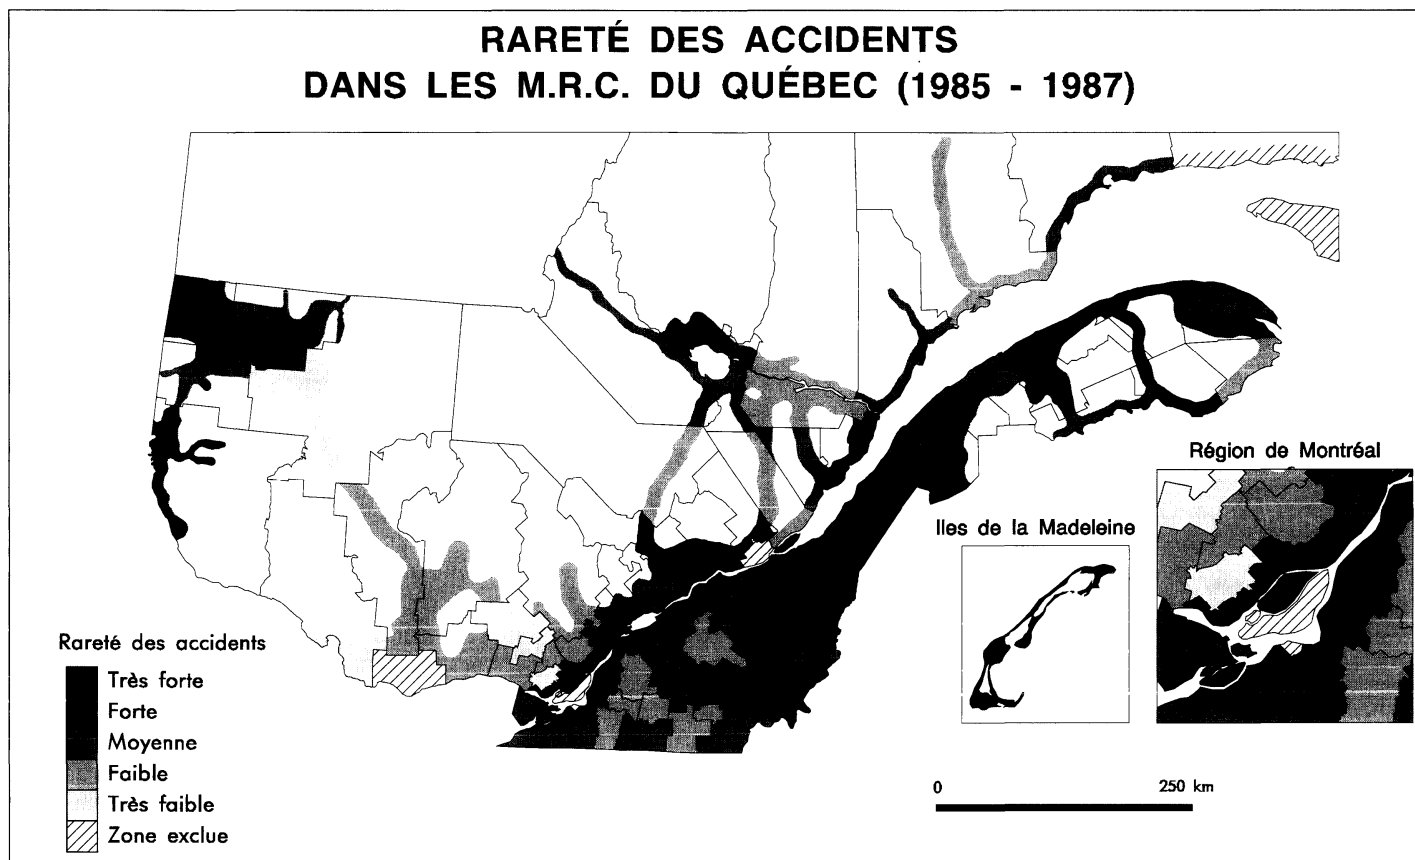 RARETÉ DES ACCIDENTS
DANS LES M.R.C. DU QUÉBEC (1985 - 1987)
Région de Montréal
Iles de la Madeleine
Rareté des accidents
Très forte
Forte
Moyenne
Faible
Très faible
Zone exclue
0 250 km